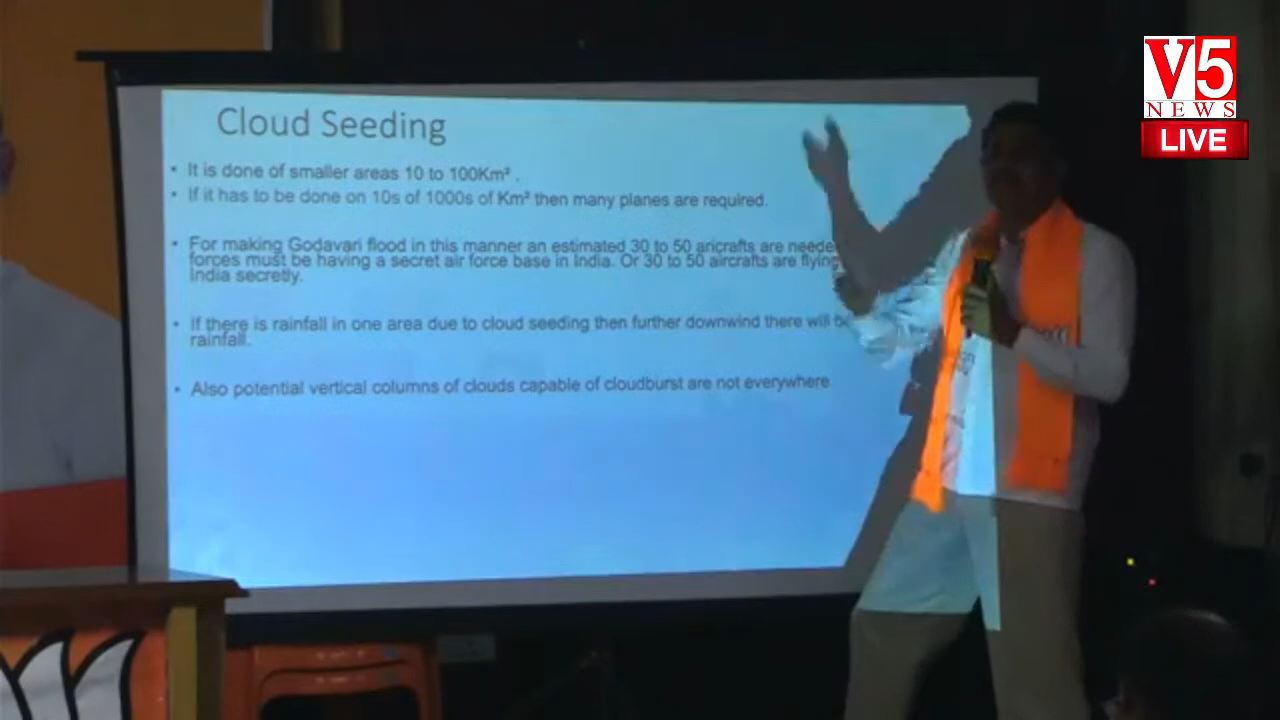 V5
NEWS
LIVE
Cloud Seeding
• It is done of smaller areas 10 to 100Km² .
• If it has to be done on 10s of 1000s of Km² then many planes are required.
• For making Godavari flood in this manner an estimated 30 to 50 aricrafts are neede
forces must be having a secret air force base in India. Or 30 to 50 aircrafts are flying
India secretly.
• If there is rainfall in one area due to cloud seeding then further downwind there will be
rainfall.
• Also potential vertical columns of clouds capable of cloudburst are not everywhere